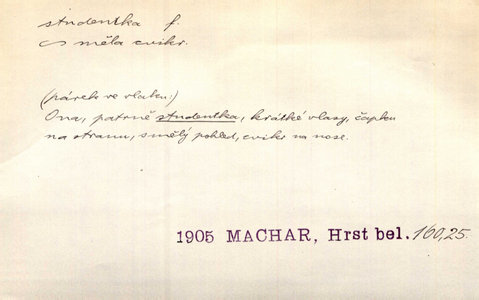 studentka f.
~ měla cvikr.
(párek ve vlaku:)
Ona, patrně studentka, krátké vlasy, čapku
na stranu, smělý pohled, cvikr na nose.
1905 MACHAR, Hrst bel. 160,25.